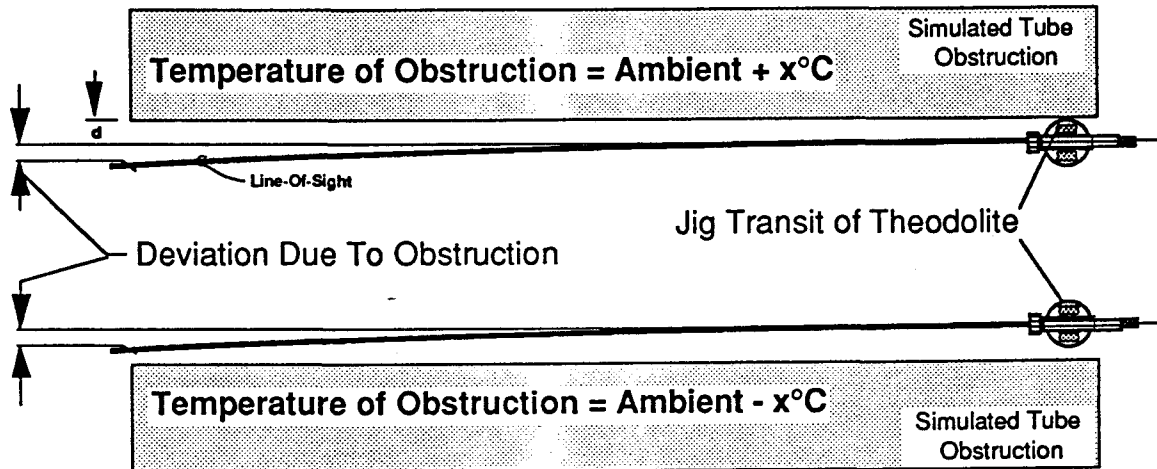 Simulated Tube
Obstruction
Temperature of Obstruction = Ambient + x°C
d
Line-Of-Sight
Jig Transit of Theodolite
Deviation Due To Obstruction
Temperature of Obstruction = Ambient - x°C
Simulated Tube
Obstruction